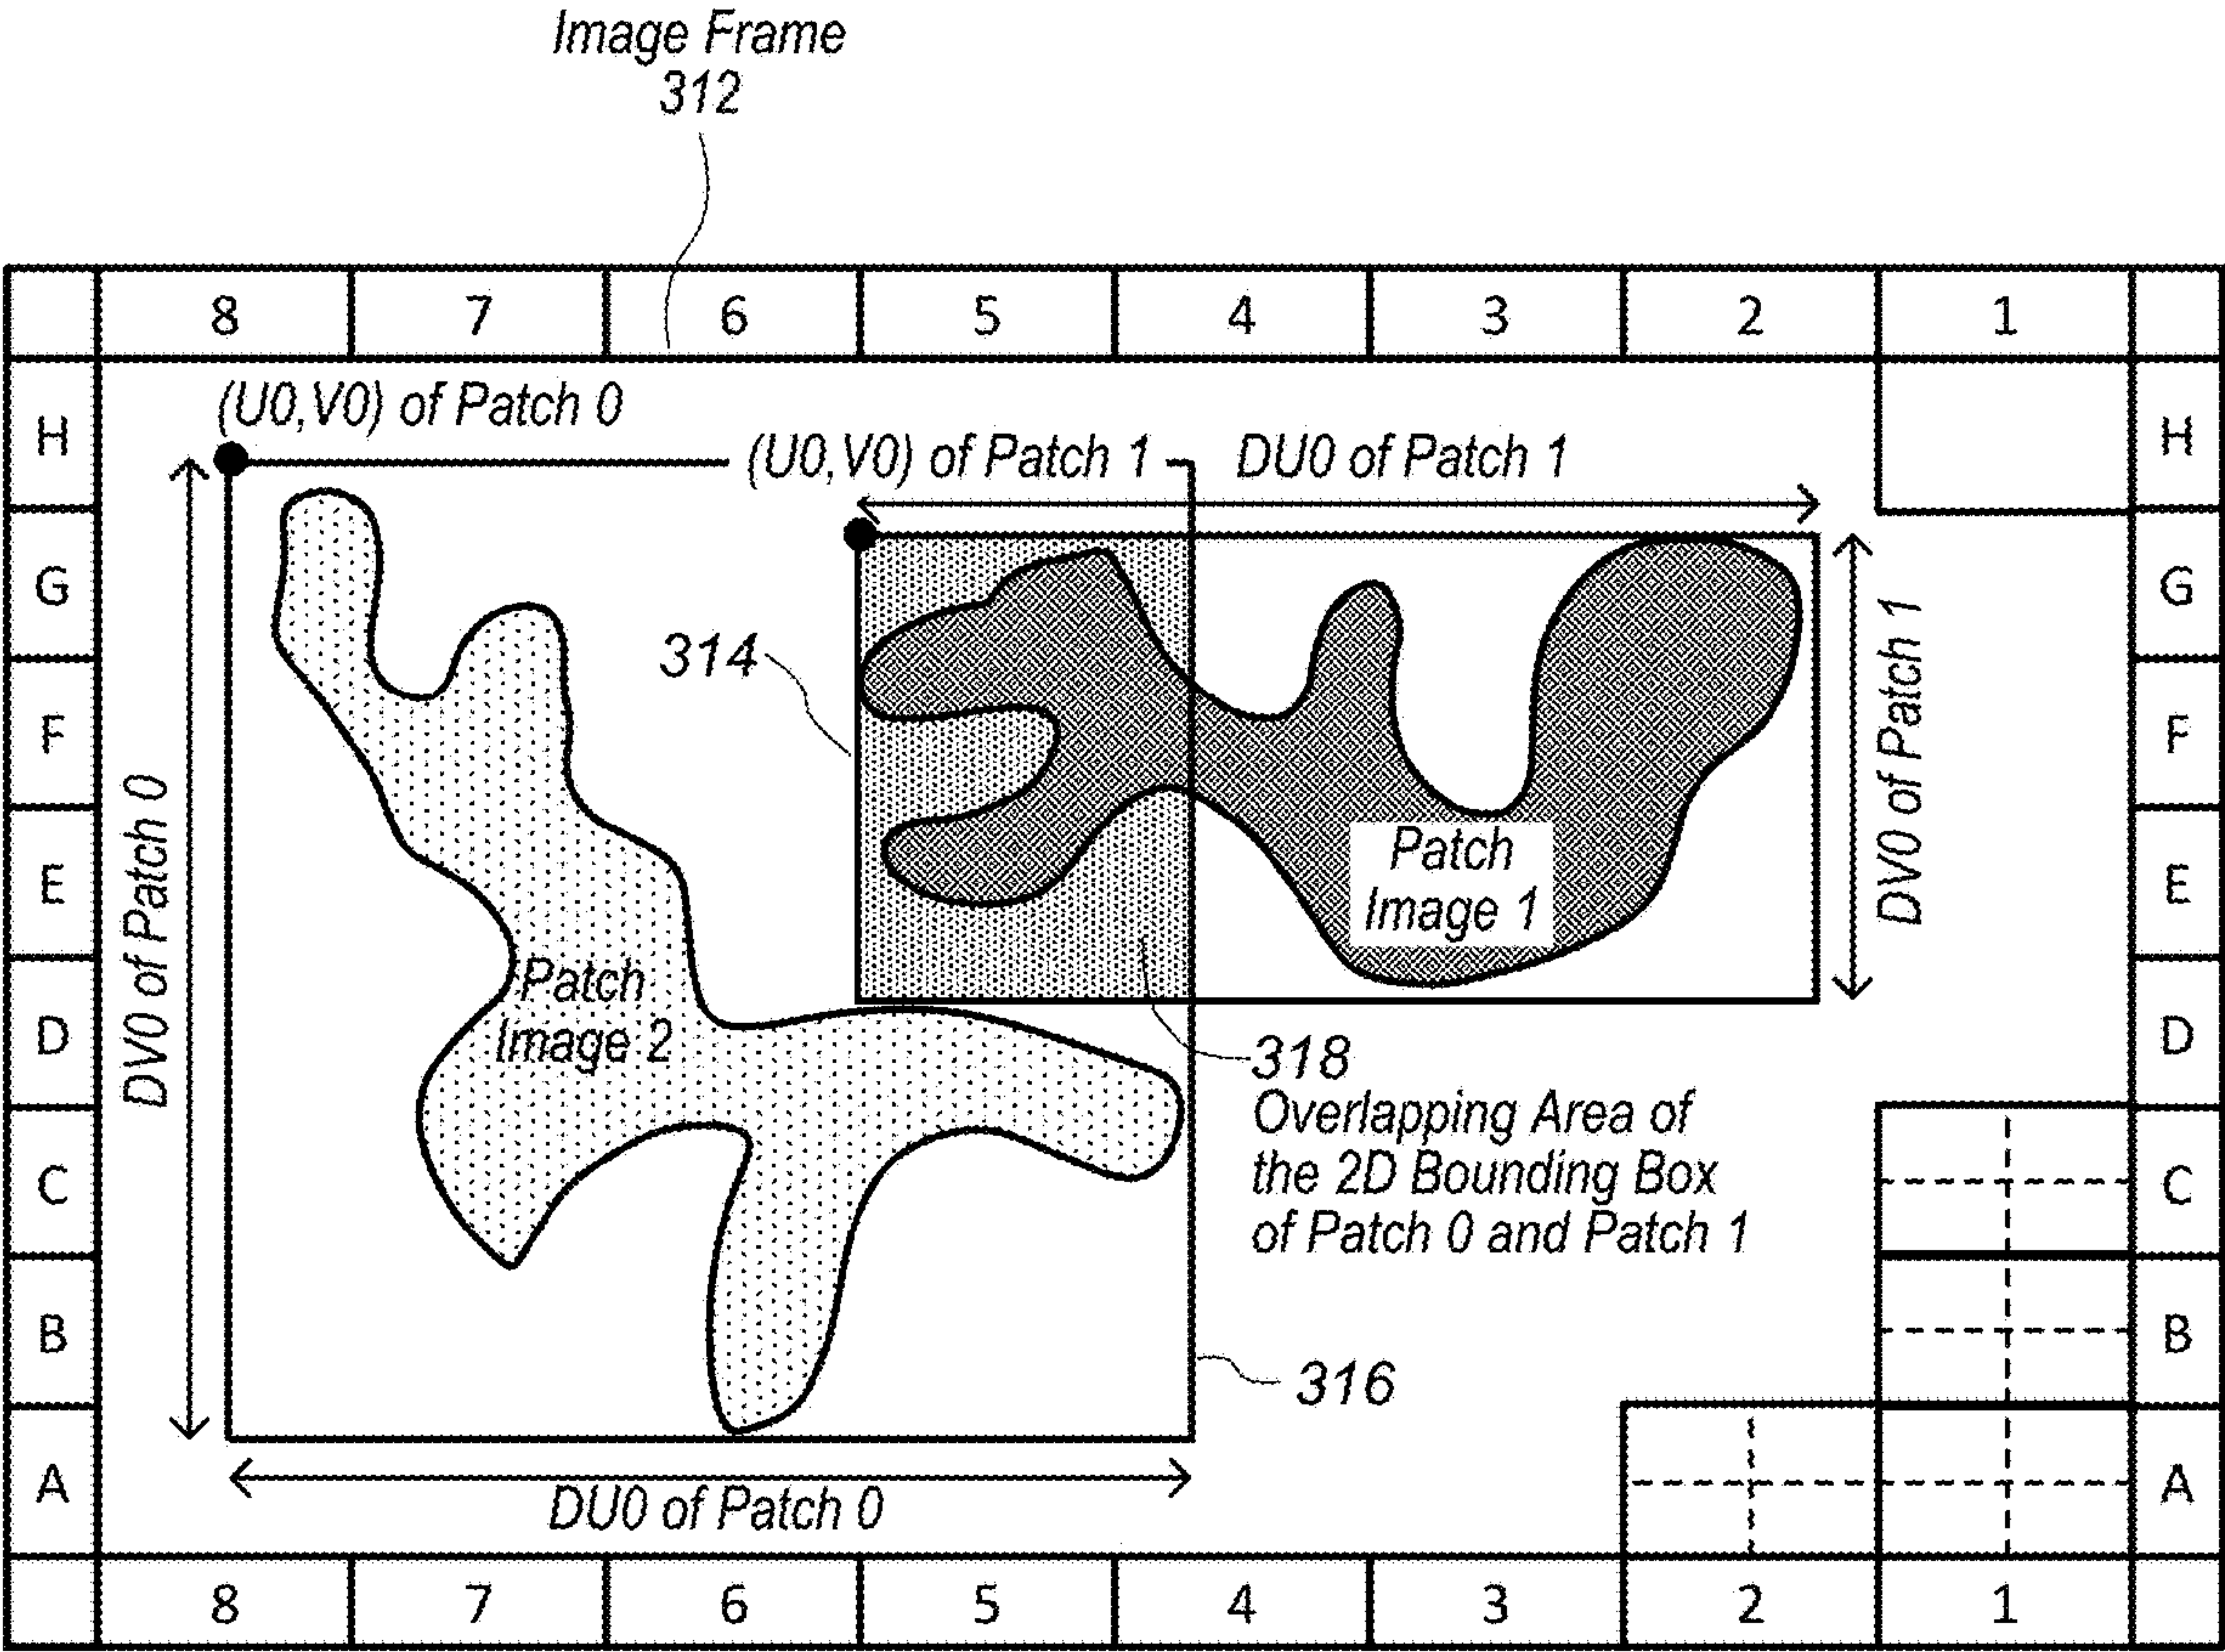 Image Frame
312
8 7 6 5 4 3 2 1
(U0,V0) of Patch 0
H H
(U0,V0) of Patch 1 DU0 of Patch 1
G G
314
F F
DV0 of Patch 0
DV0 of Patch 1
E E
Patch
Image 1
Patch
Image 2
D D
318
Overlapping Area of
the 2D Bounding Box
of Patch 0 and Patch 1
C C
B B
316
A A
DU0 of Patch 0
8 7 6 5 4 3 2 1